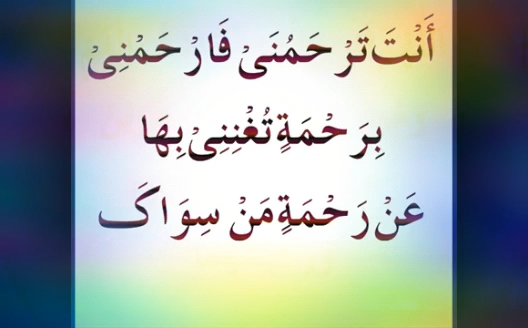 أَنْتَ تَرْحَمُنَيْ فَارْحَمْنِيْ
بِرَحْمَةٍ تُغْنِنِيْ بِهَا
عَنْ رَحْمَةِ مَنْ سِوَاكَ